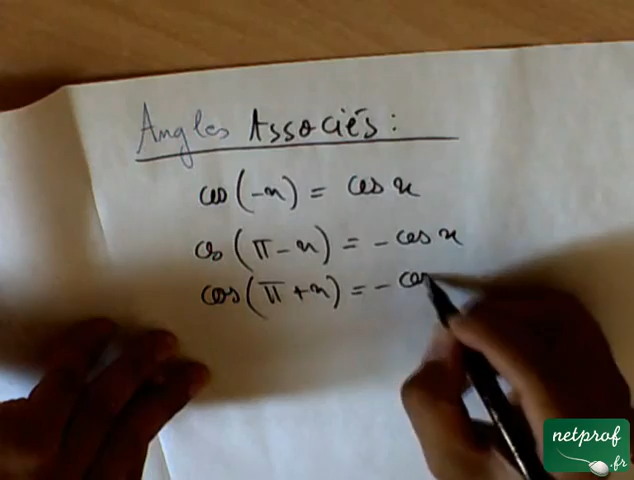 Angles Associés :
cos(-x) = cos x
cos(π - x) = - cos x
cos(π + x) = - cos
netprof
.fr